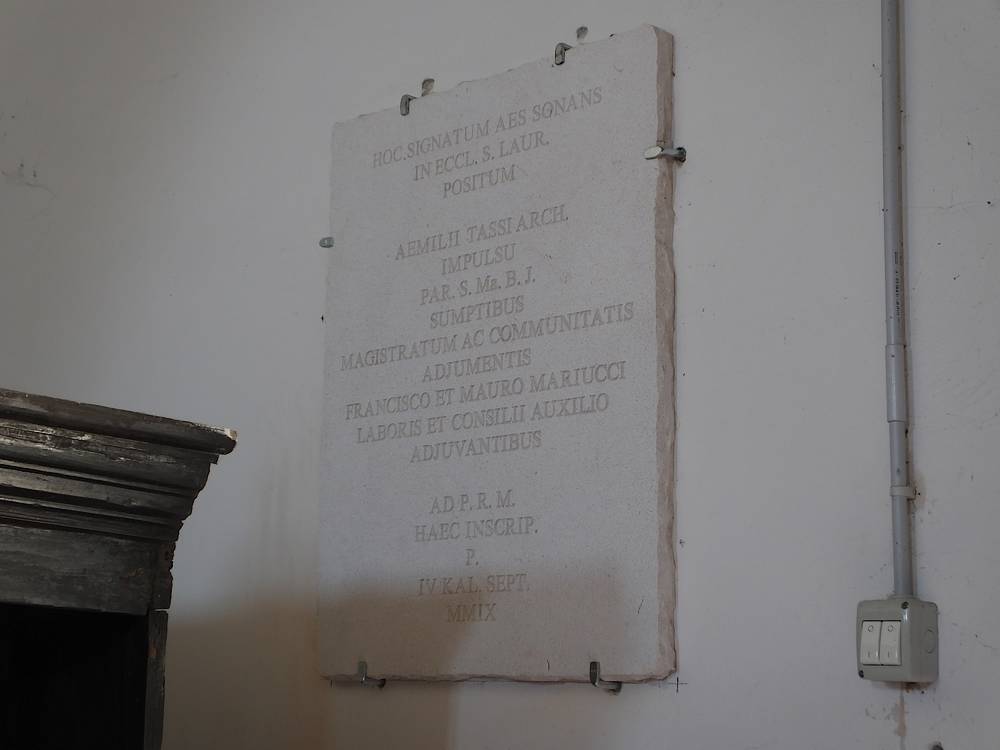 HOC.SIGNATUM AES SONANS
IN ECCL. S. LAUR.
POSITUM
AEMILII TASSI ARCH.
IMPULSU
PAR. S. Ma. B. J.
SUMPTIBUS
MAGISTRATUM AC COMMUNITATIS
ADJUMENTIS
FRANCISCO ET MAURO MARIUCCI
LABORIS ET CONSILII AUXILIO
ADJUVANTIBUS
AD P. R. M.
HAEC INSCRIP.
P.
IV KAL. SEPT.
MMIX